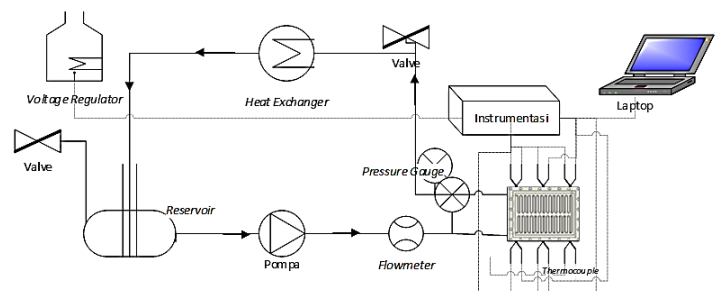 Valve
Voltage Regulator
Heat Exchanger
Laptop
Instrumentasi
Valve
Pressure Gauge
Reservoir
Pompa
Flowmeter
Thermocouple